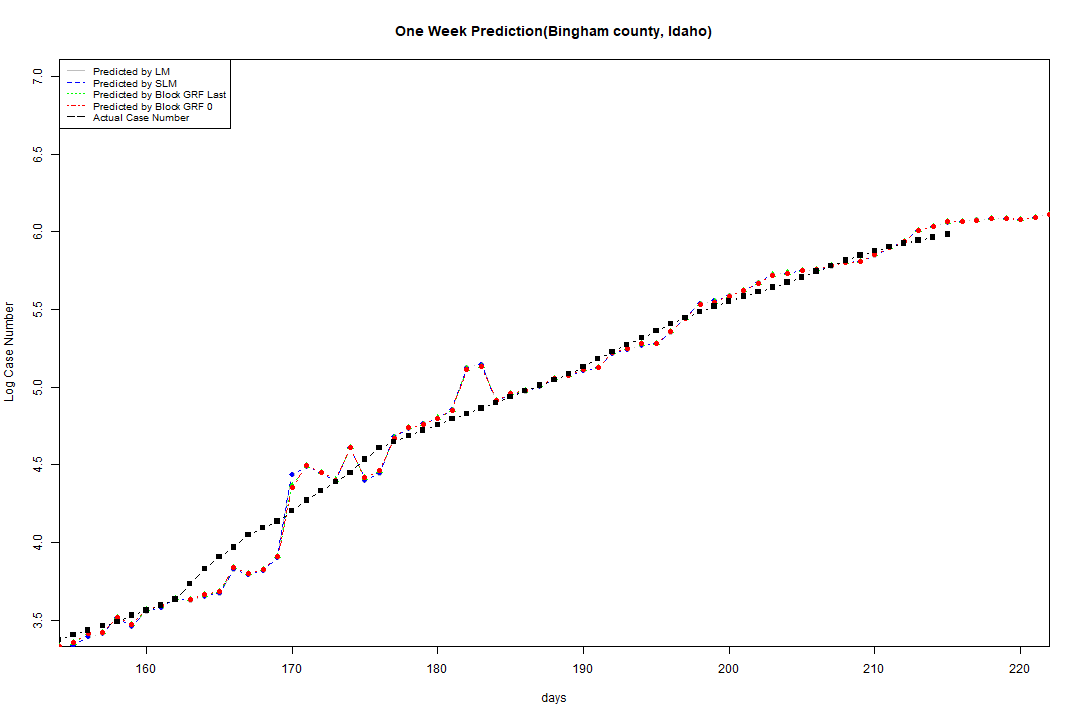 One Week Prediction(Bingham county, Idaho)
Predicted by LM
Predicted by SLM
Predicted by Block GRF Last
Predicted by Block GRF 0
Actual Case Number
7.0
6.5
6.0
5.5
5.0
4.5
4.0
3.5
Log Case Number
160 170 180 190 200 210 220
days